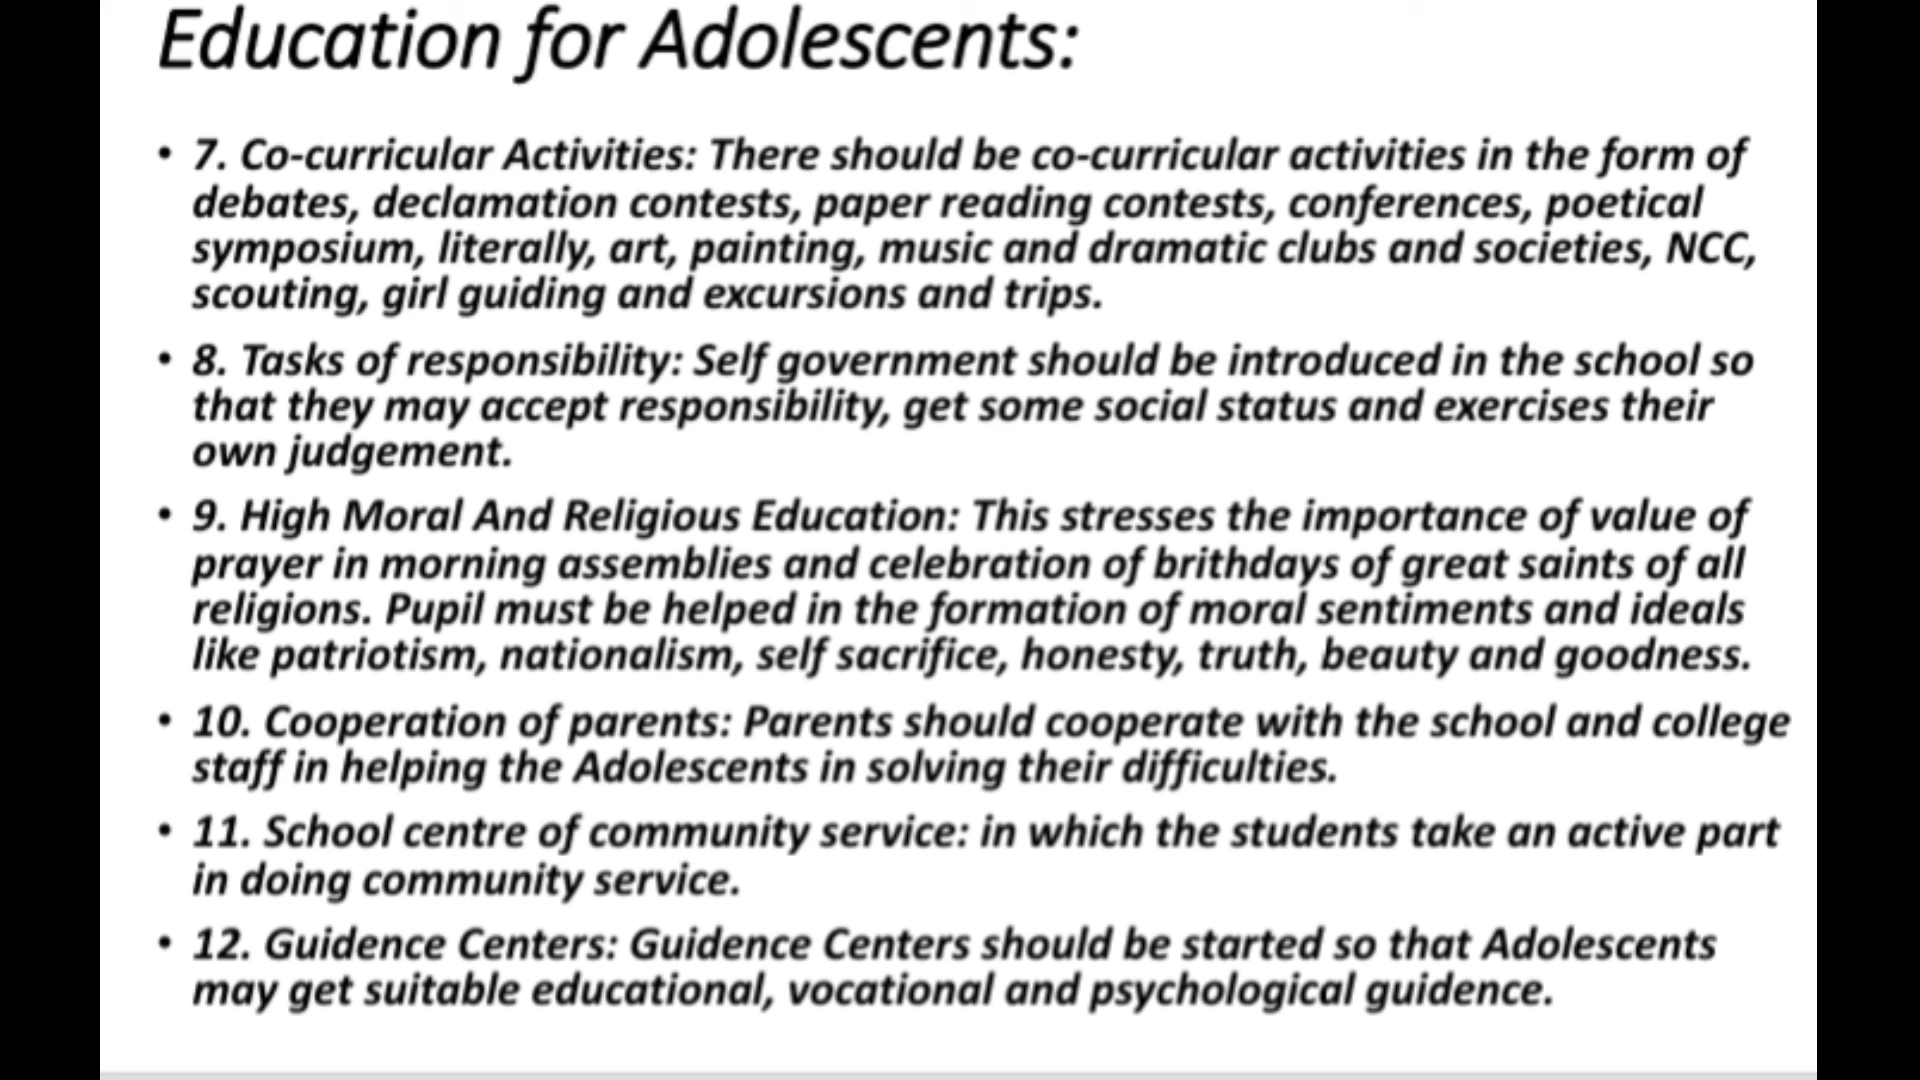 Education for Adolescents:
• 7. Co-curricular Activities: There should be co-curricular activities in the form of
debates, declamation contests, paper reading contests, conferences, poetical
symposium, literally, art, painting, music and dramatic clubs and societies, NCC,
scouting, girl guiding and excursions and trips.
• 8. Tasks of responsibility: Self government should be introduced in the school so
that they may accept responsibility, get some social status and exercises their
own judgement.
• 9. High Moral And Religious Education: This stresses the importance of value of
prayer in morning assemblies and celebration of brithdays of great saints of all
religions. Pupil must be helped in the formation of moral sentiments and ideals
like patriotism, nationalism, self sacrifice, honesty, truth, beauty and goodness.
• 10. Cooperation of parents: Parents should cooperate with the school and college
staff in helping the Adolescents in solving their difficulties.
• 11. School centre of community service: in which the students take an active part
in doing community service.
• 12. Guidence Centers: Guidence Centers should be started so that Adolescents
may get suitable educational, vocational and psychological guidence.